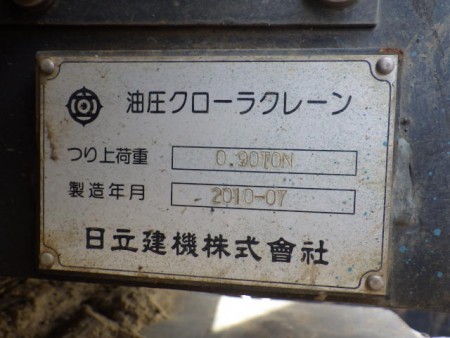 油圧クローラクレーン
つり上荷重 0.90TON
製造年月 2010-07
日立建機株式會社